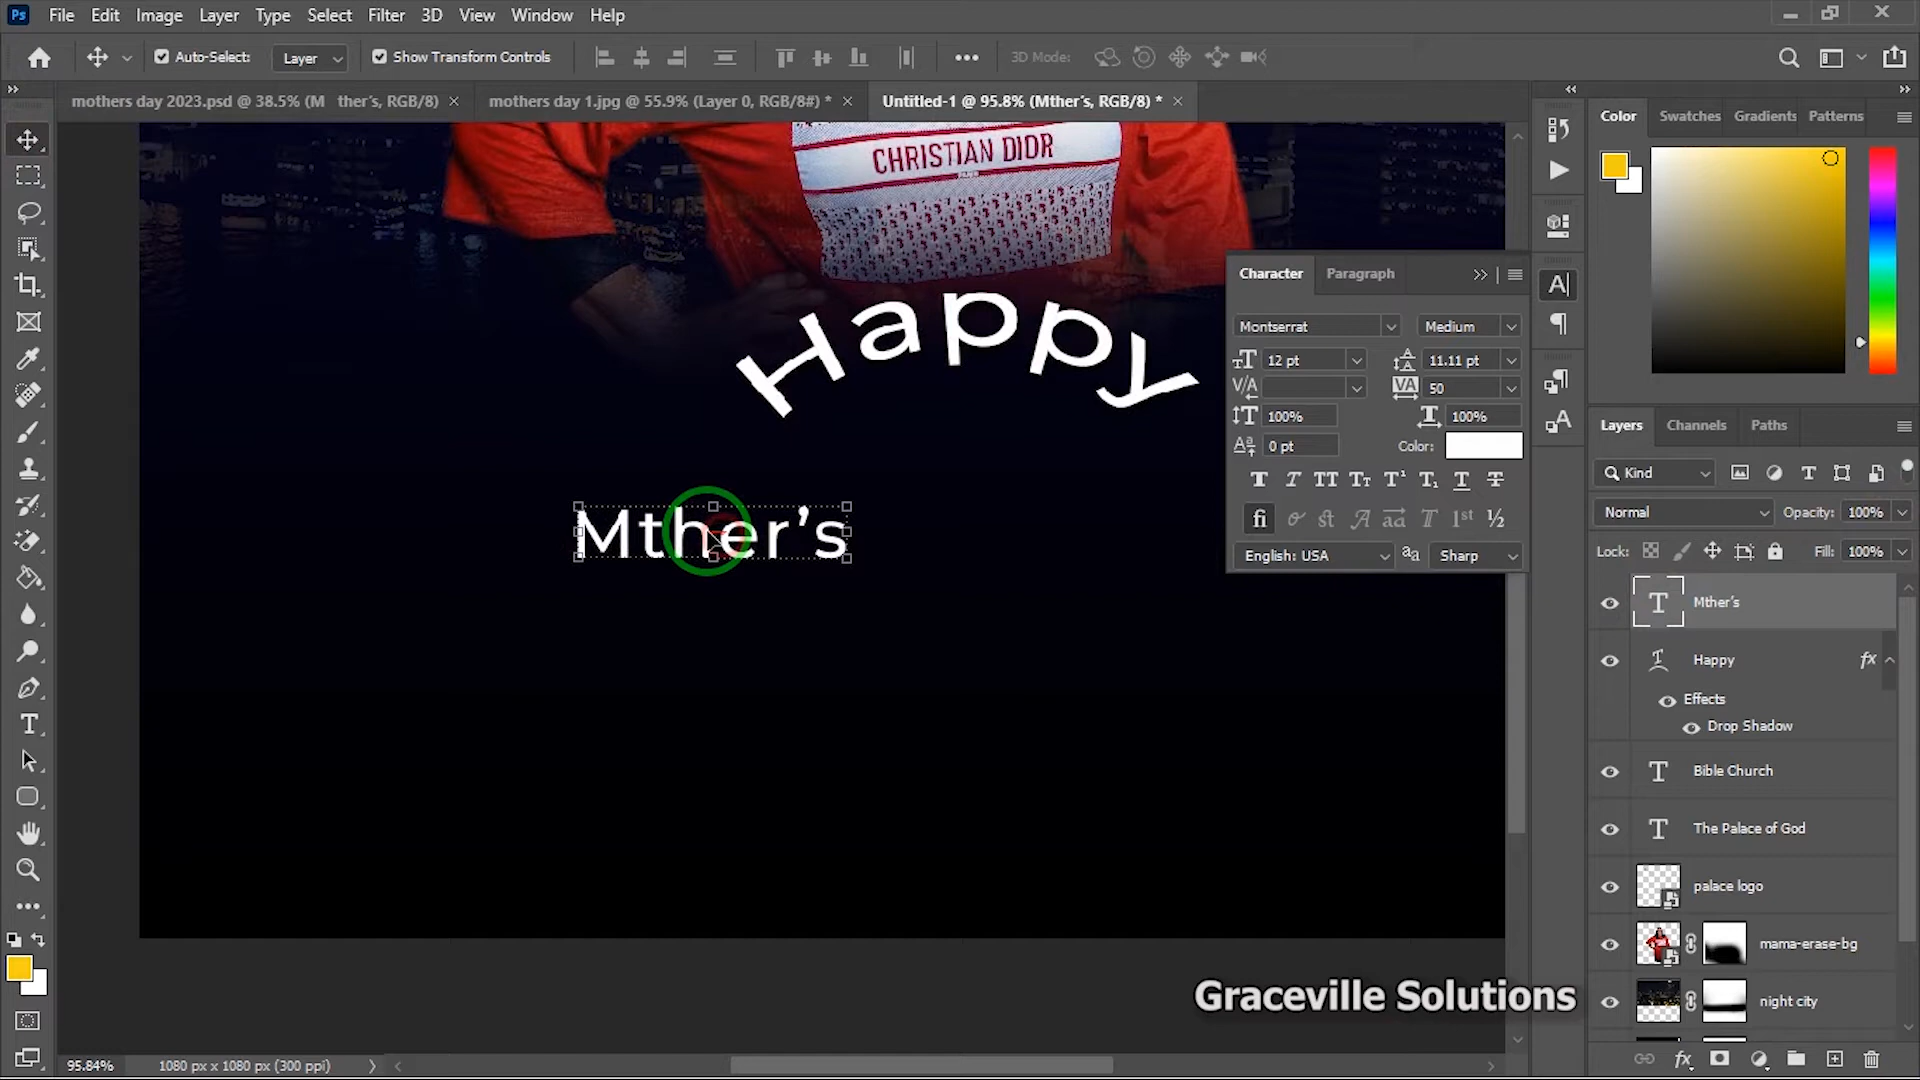 Ps File Edit Image Layer Type Select Filter 3D View Window Help
Auto-Select: Layer Show Transform Controls 3D Mode:
mothers day 2023.psd @ 38.5% (M ther's, RGB/8) mothers day 1.jpg @ 55.9% (Layer 0, RGB/8#) * Untitled-1 @ 95.8% (Mther's, RGB/8) *
Color Swatches Gradients Patterns
CHRISTIAN DIOR
PARIS
Happy
Mther's
Character Paragraph
Montserrat Medium
12 pt 11.11 pt
50
100% 100%
0 pt Color:
English: USA Sharp
Layers Channels Paths
Kind
Normal Opacity: 100%
Lock: Fill: 100%
Mther's
Happy fx
Effects
Drop Shadow
Bible Church
The Palace of God
palace logo
mama-erase-bg
night city
Graceville Solutions
95.84% 1080 px x 1080 px (300 ppi)